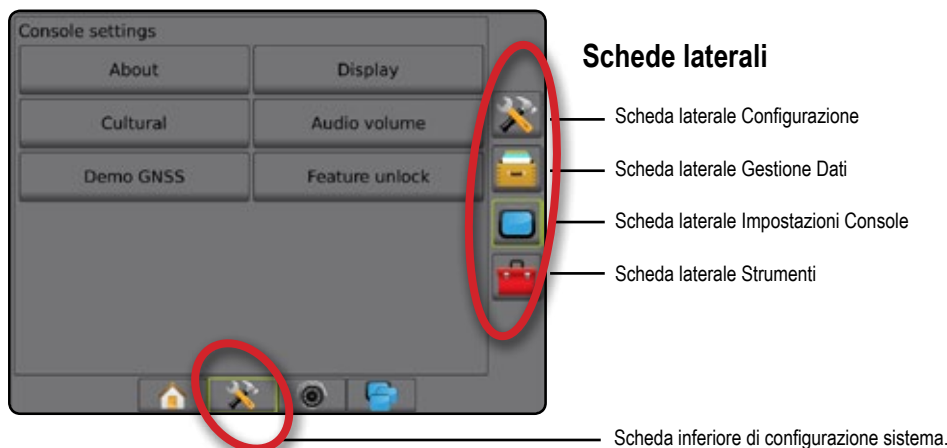 Console settings
About
Display
Cultural
Audio volume
Demo GNSS
Feature unlock
Schede laterali
Scheda laterale Configurazione
Scheda laterale Gestione Dati
Scheda laterale Impostazioni Console
Scheda laterale Strumenti
Scheda inferiore di configurazione sistema.